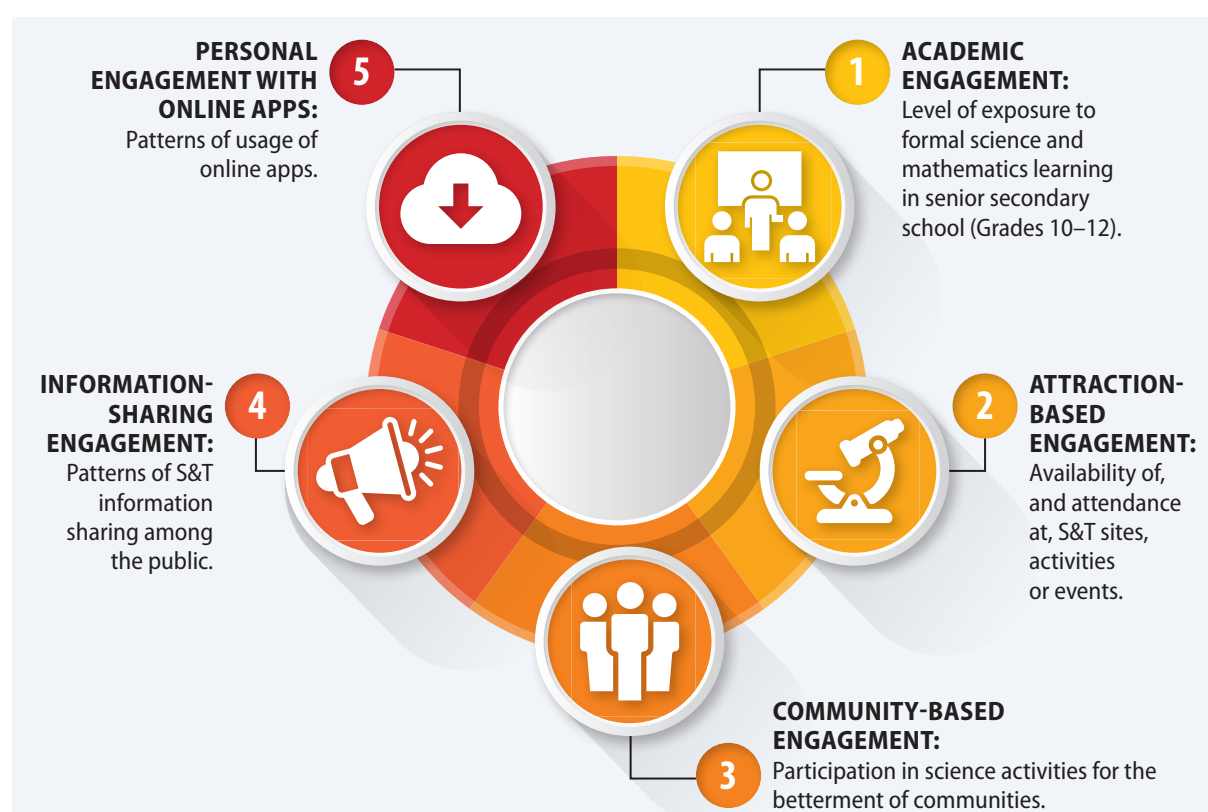 1
ACADEMIC
ENGAGEMENT:
Level of exposure to
formal science and
mathematics learning
in senior secondary
school (Grades 10–12).
2
ATTRACTION-
BASED
ENGAGEMENT:
Availability of,
and attendance
at, S&T sites,
activities
or events.
3
COMMUNITY-BASED
ENGAGEMENT:
Participation in science activities for the
betterment of communities.
4
INFORMATION-
SHARING
ENGAGEMENT:
Patterns of S&T
information
sharing among
the public.
5
PERSONAL
ENGAGEMENT WITH
ONLINE APPS:
Patterns of usage of
online apps.